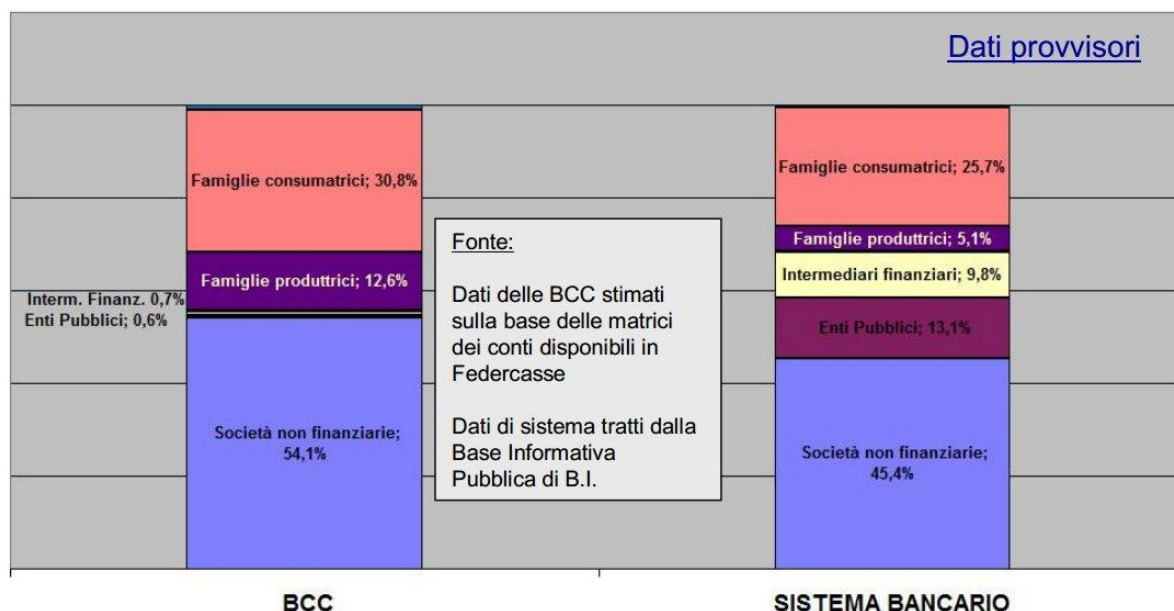 Dati provvisori
Famiglie consumatrici; 30,8%
Famiglie produttrici; 12,6%
Interm. Finanz. 0,7%
Enti Pubblici; 0,6%
Società non finanziarie;
54,1%
Fonte:
Dati delle BCC stimati
sulla base delle matrici
dei conti disponibili in
Federcasse
Dati di sistema tratti dalla
Base Informativa
Pubblica di B.I.
Famiglie consumatrici; 25,7%
Famiglie produttrici; 5,1%
Intermediari finanziari; 9,8%
Enti Pubblici; 13,1%
Società non finanziarie;
45,4%
BCC
SISTEMA BANCARIO